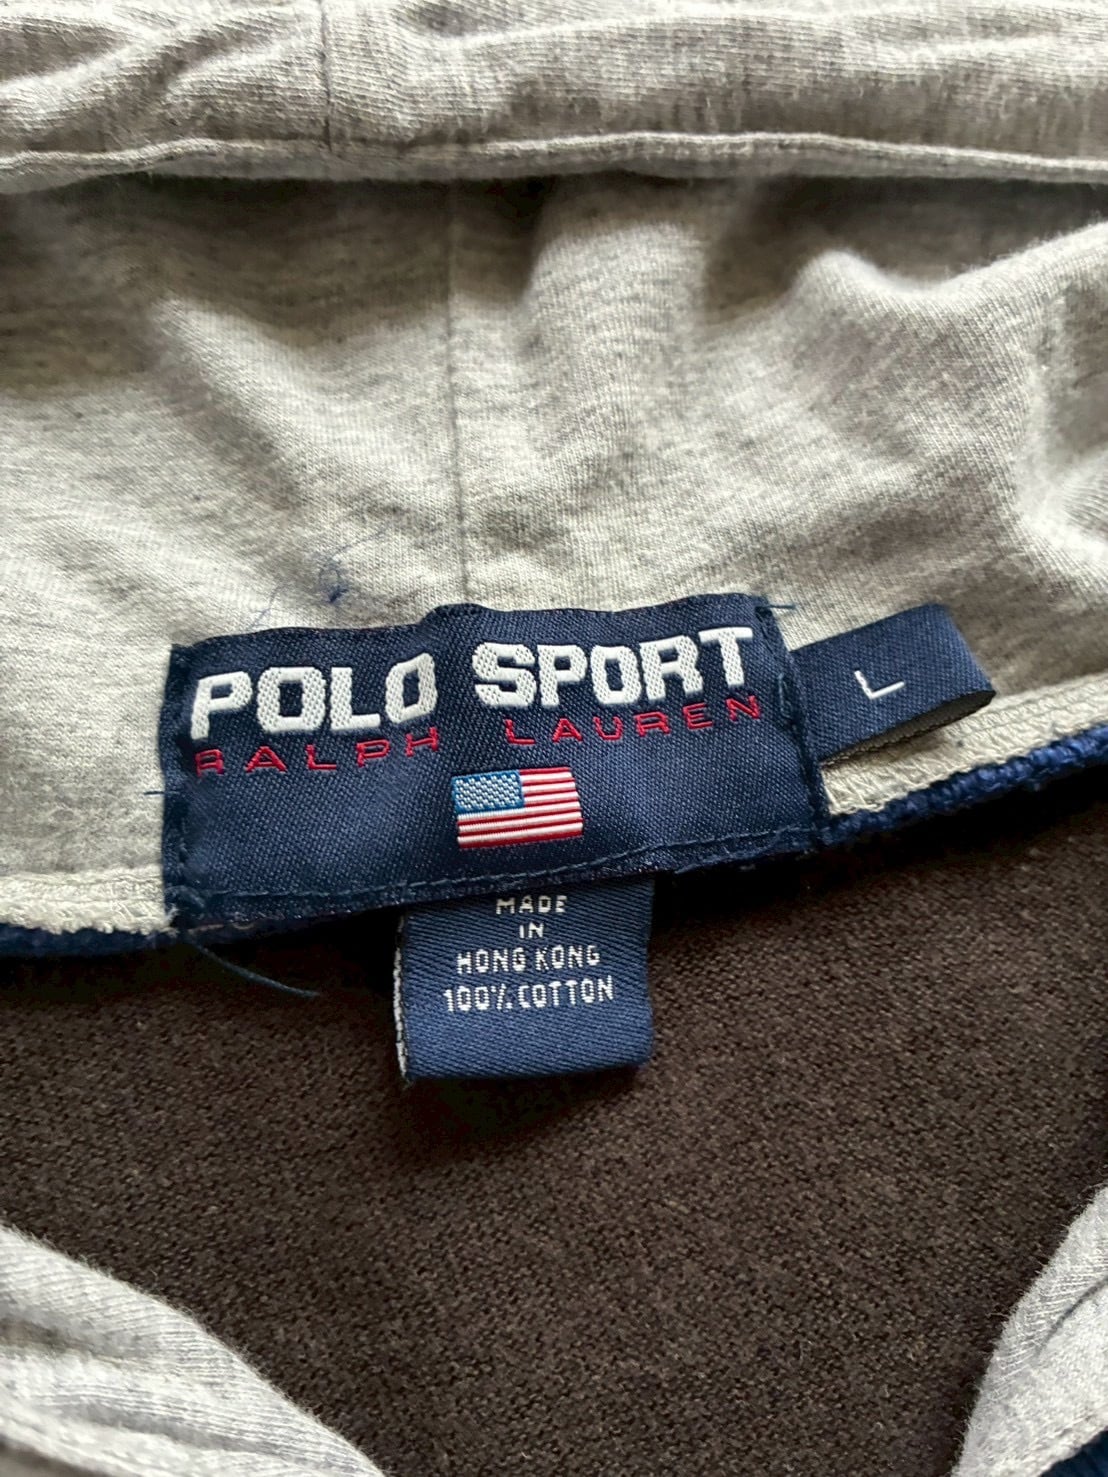 POLO SPORT
RALPH LAUREN
L
MADE
IN
HONG KONG
100% COTTON